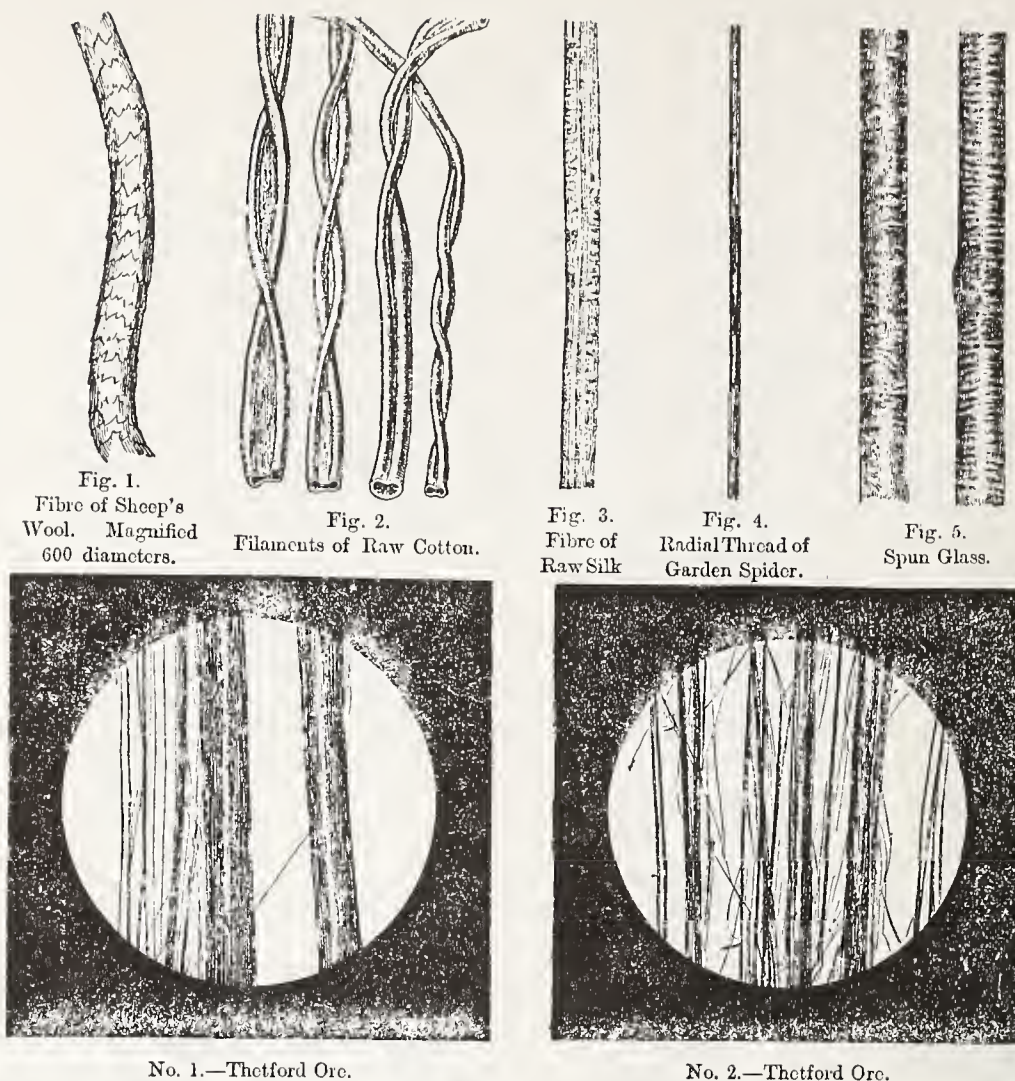 Fig. 1.
Fibre of Sheep's
Wool. Magnified
600 diameters.
Fig. 2.
Filaments of Raw Cotton.
Fig. 3.
Fibre of
Raw Silk
Fig. 4.
Radial Thread of
Garden Spider.
Fig. 5.
Spun Glass.
No. 1.—Thetford Ore.
No. 2.—Thetford Ore.